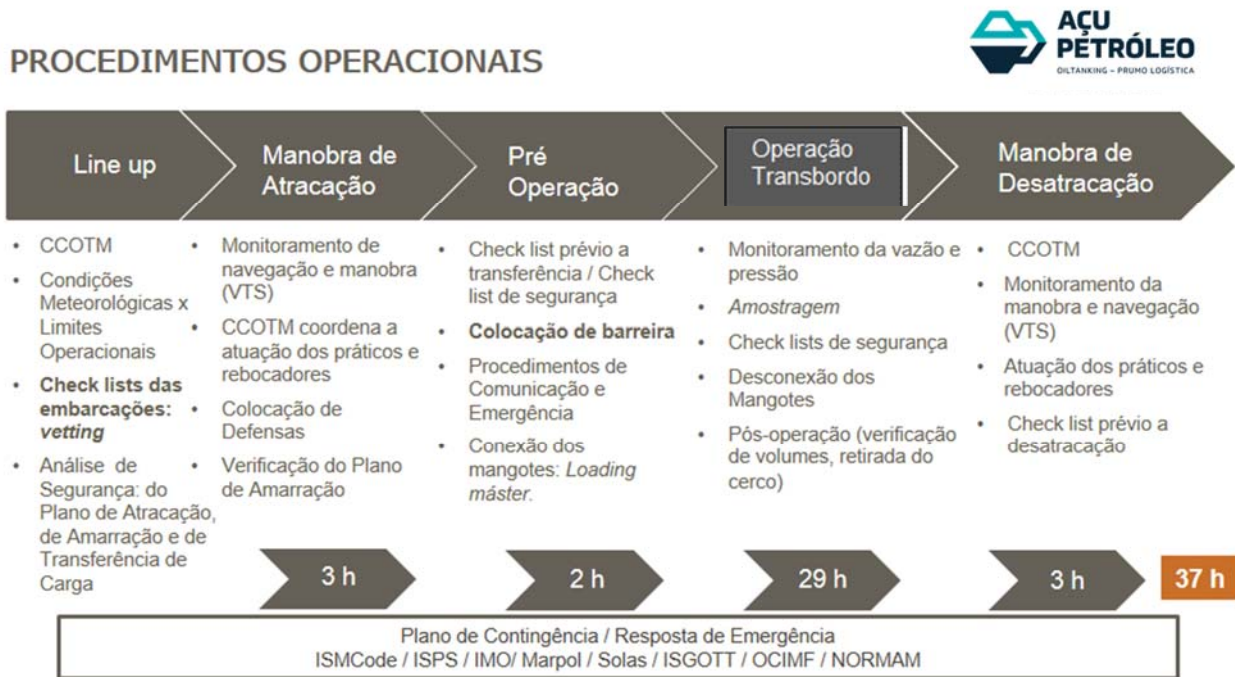 PROCEDIMENTOS OPERACIONAIS
AÇU
PETRÓLEO
OILTANKING – PRUMO LOGÍSTICA
Line up
Manobra de
Atracação
Pré
Operação
Operação
Transbordo
Manobra de
Desatracação
• CCOTM
• Condições
Meteorológicas x
Limites
Operacionais
• Check lists das
embarcações:
vetting
• Análise de
Segurança: do
Plano de Atracação,
de Amarração e de
Transferência de
Carga
• Monitoramento de
navegação e manobra
(VTS)
• CCOTM coordena a
atuação dos práticos e
rebocadores
• Colocação de
Defensas
• Verificação do Plano
de Amarração
• Check list prévio a
transferência / Check
list de segurança
• Colocação de barreira
• Procedimentos de
Comunicação e
Emergência
• Conexão dos
mangotes: Loading
máster.
• Monitoramento da vazão e
pressão
• Amostragem
• Check lists de segurança
• Desconexão dos
Mangotes
• Pós-operação (verificação
de volumes, retirada do
cerco)
• CCOTM
• Monitoramento da
manobra e navegação
(VTS)
• Atuação dos práticos e
rebocadores
• Check list prévio a
desatracação
3 h
2 h
29 h
3 h
37 h
Plano de Contingência / Resposta de Emergência
ISMCode / ISPS / IMO/ Marpol / Solas / ISGOTT / OCIMF / NORMAM